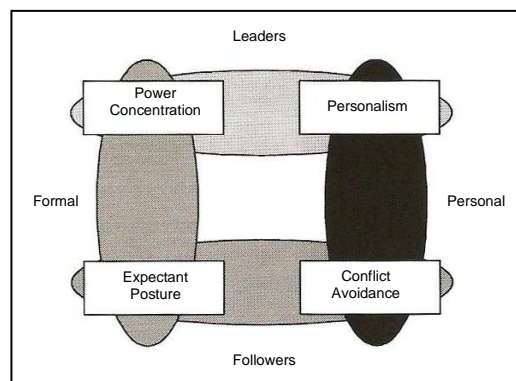 Leaders
Power
Concentration
Personalism
Formal
Personal
Expectant
Posture
Conflict
Avoidance
Followers